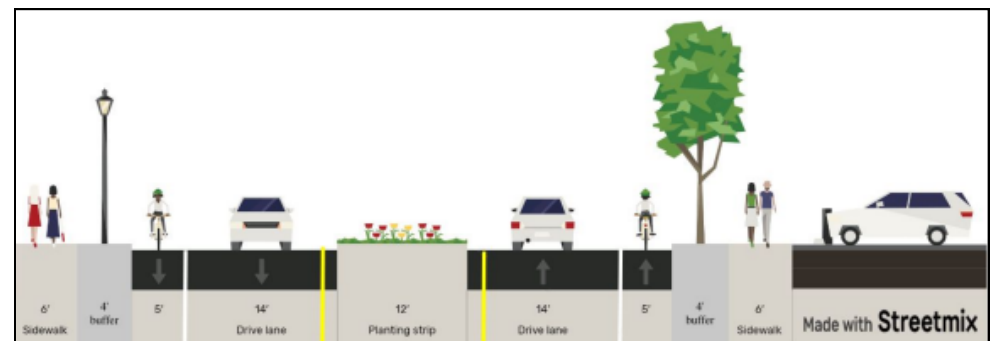 6'
Sidewalk
4'
buffer
5'
14'
Drive lane
12'
Planting strip
14'
Drive lane
5'
4'
buffer
6'
Sidewalk
Made with Streetmix